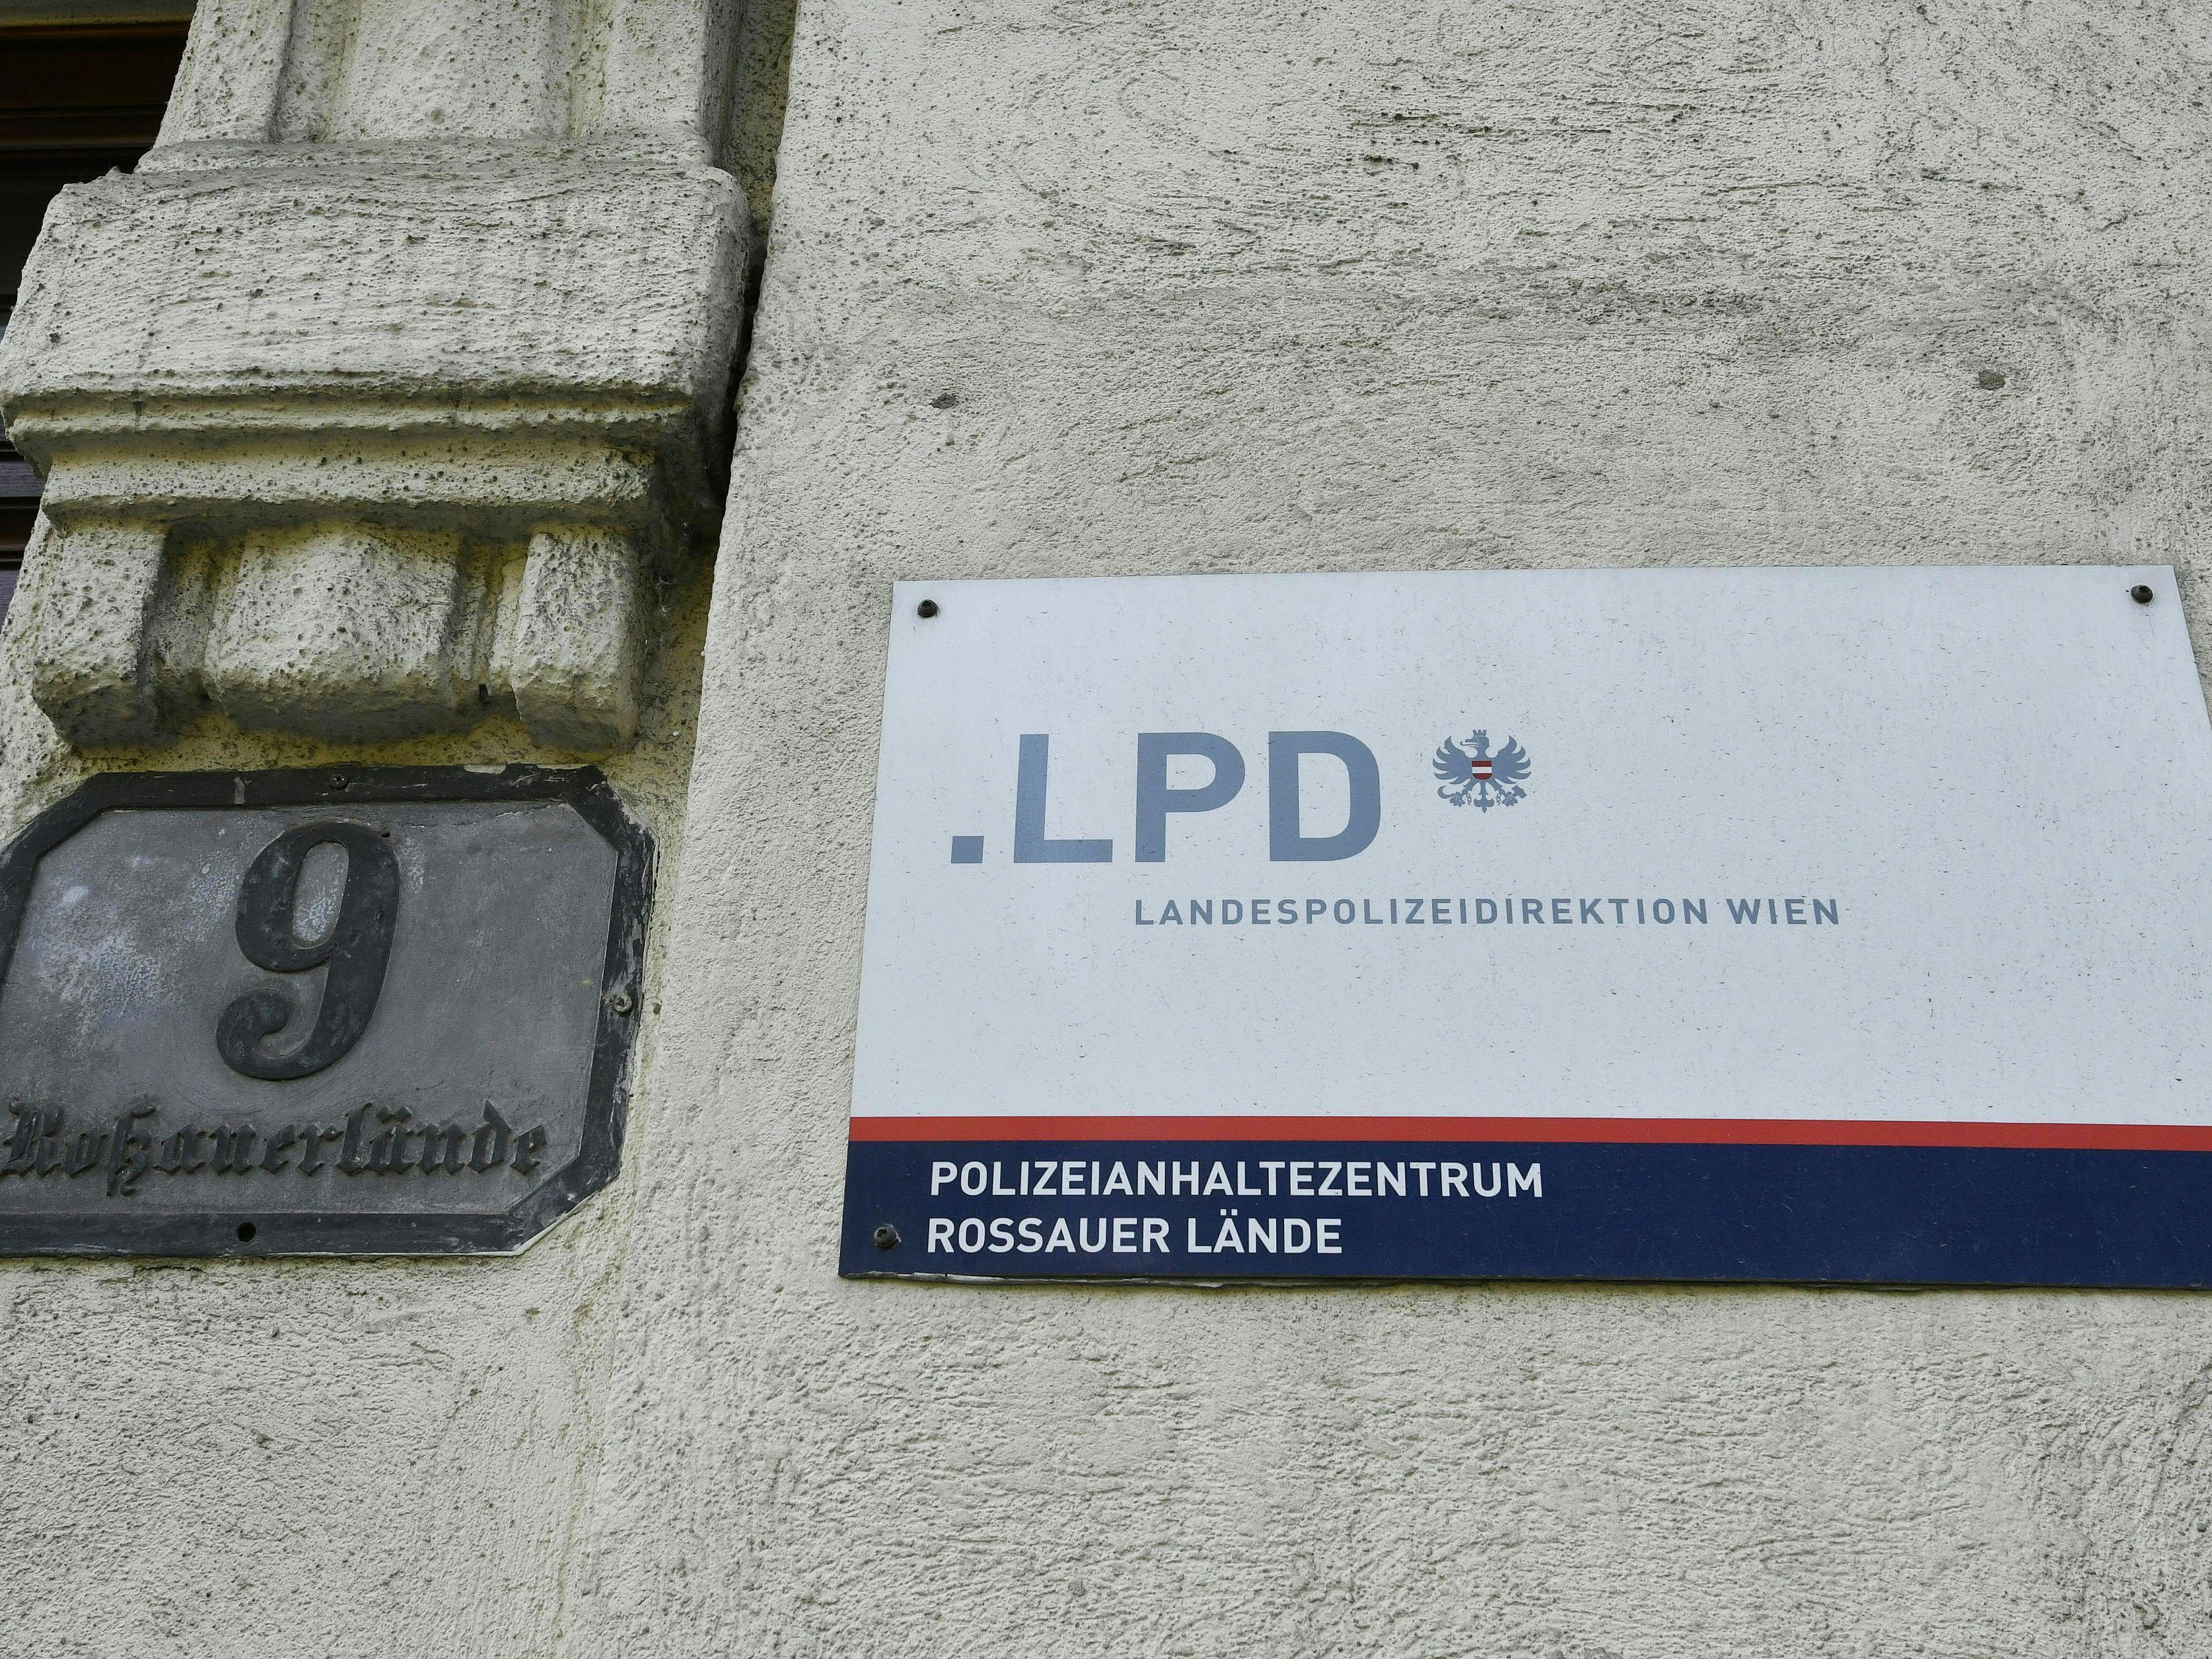 9
Roßauerlände
.LPD
LANDESPOLIZEIDIREKTION WIEN
POLIZEIANHALTEZENTRUM
ROSSAUER LÄNDE